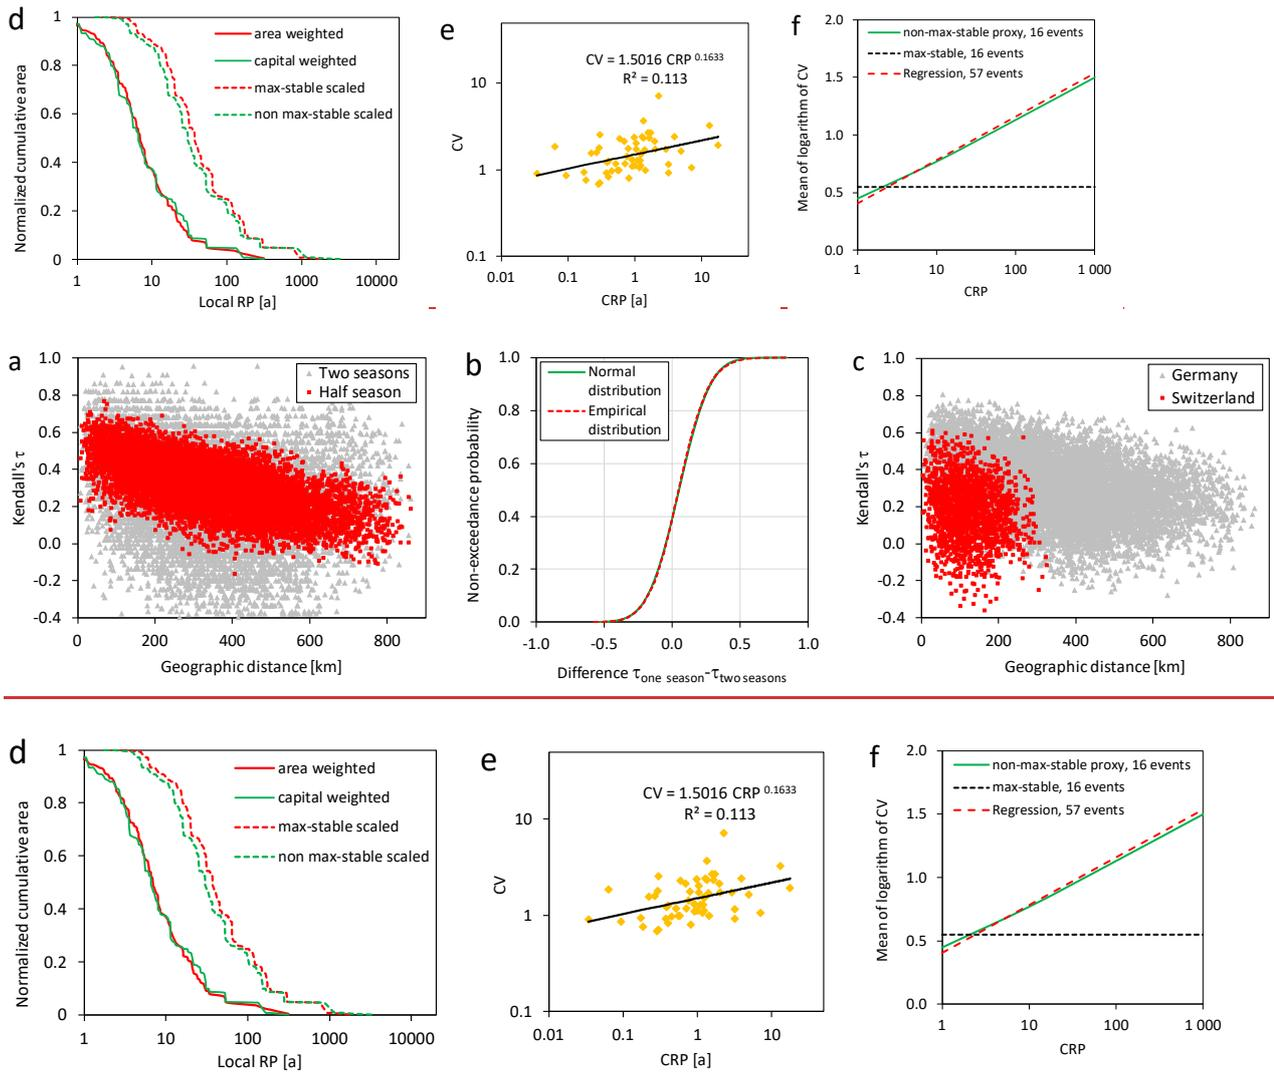 d
1
0.8
0.6
0.4
0.2
0
Normalized cumulative area
area weighted
capital weighted
max-stable scaled
non max-stable scaled
1 10 100 1000 10000
Local RP [a]
e
10
1
0.1
CV
CV = 1.5016 CRP 0.1633
R² = 0.113
0.01 0.1 1 10
CRP [a]
f
2.0
1.5
1.0
0.5
0.0
Mean of logarithm of CV
non-max-stable proxy, 16 events
max-stable, 16 events
Regression, 57 events
1 10 100 1 000
CRP
a
1.0
0.8
0.6
0.4
0.2
0.0
-0.2
-0.4
Kendall's τ
Two seasons
Half season
0 200 400 600 800
Geographic distance [km]
b
1.0
0.8
0.6
0.4
0.2
0.0
Non-exceedance probability
Normal
distribution
Empirical
distribution
-1.0 -0.5 0.0 0.5 1.0
Difference τone season-τtwo seasons
c
1.0
0.8
0.6
0.4
0.2
0.0
-0.2
-0.4
Kendall's τ
Germany
Switzerland
0 200 400 600 800
Geographic distance [km]
d
1
0.8
0.6
0.4
0.2
0
Normalized cumulative area
area weighted
capital weighted
max-stable scaled
non max-stable scaled
1 10 100 1000 10000
Local RP [a]
e
10
1
0.1
CV
CV = 1.5016 CRP 0.1633
R² = 0.113
0.01 0.1 1 10
CRP [a]
f
2.0
1.5
1.0
0.5
0.0
Mean of logarithm of CV
non-max-stable proxy, 16 events
max-stable, 16 events
Regression, 57 events
1 10 100 1 000
CRP